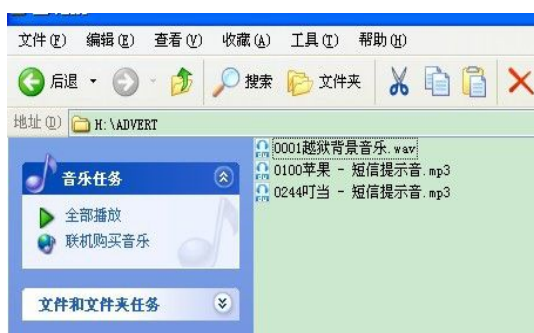 文件(F) 编辑(E) 查看(V) 收藏(A) 工具(T) 帮助(H)
后退 搜索 文件夹
地址(D) H:\ADVERT
0001越狱背景音乐.wav
0100苹果 - 短信提示音.mp3
0244叮当 - 短信提示音.mp3
音乐任务
全部播放
联机购买音乐
文件和文件夹任务